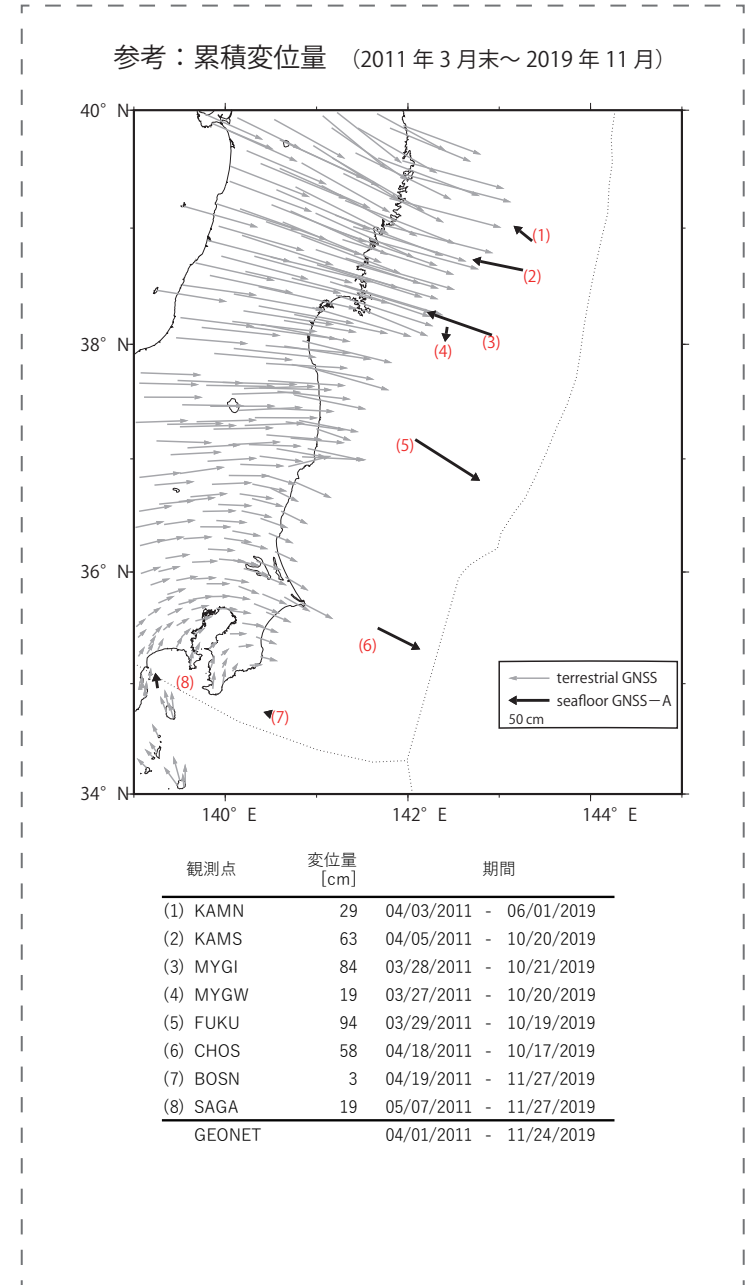 参考：累積変位量 （2011 年 3 月末〜 2019 年 11 月）
40° N
(1)
(2)
38° N
(3)
(4)
(5)
36° N
(6)
terrestrial GNSS
(8)
seafloor GNSS－A
(7)
50 cm
34° N
140° E 142° E 144° E
観測点 変位量 [cm] 期間
(1) KAMN 29 04/03/2011 - 06/01/2019
(2) KAMS 63 04/05/2011 - 10/20/2019
(3) MYGI 84 03/28/2011 - 10/21/2019
(4) MYGW 19 03/27/2011 - 10/20/2019
(5) FUKU 94 03/29/2011 - 10/19/2019
(6) CHOS 58 04/18/2011 - 10/17/2019
(7) BOSN 3 04/19/2011 - 11/27/2019
(8) SAGA 19 05/07/2011 - 11/27/2019
GEONET 04/01/2011 - 11/24/2019